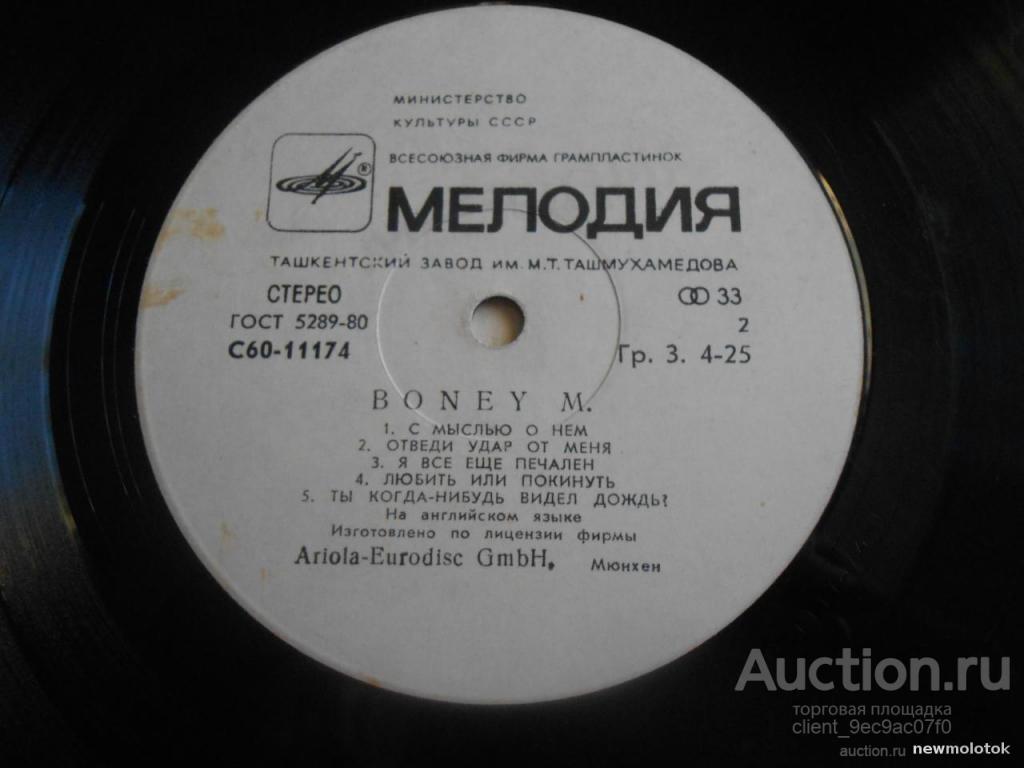 МИНИСТЕРСТВО
КУЛЬТУРЫ СССР
ВСЕСОЮЗНАЯ ФИРМА ГРАМПЛАСТИНОК
®
МЕЛОДИЯ
ТАШКЕНТСКИЙ ЗАВОД ИМ. М.Т. ТАШМУХАМЕДОВА
СТЕРЕО 33
ГОСТ 5289-80 2
С60-11174 Гр. 3. 4-25
BONEY M.
1. С МЫСЛЬЮ О НЕМ
2. ОТВЕДИ УДАР ОТ МЕНЯ
3. Я ВСЕ ЕЩЕ ПЕЧАЛЕН
4. ЛЮБИТЬ ИЛИ ПОКИНУТЬ
5. ТЫ КОГДА-НИБУДЬ ВИДЕЛ ДОЖДЬ?
На английском языке
Изготовлено по лицензии фирмы
Ariola-Eurodisc GmbH, Мюнхен
Auction.ru
торговая площадка
client_9ec9ac07f0
auction.ru newmolotok